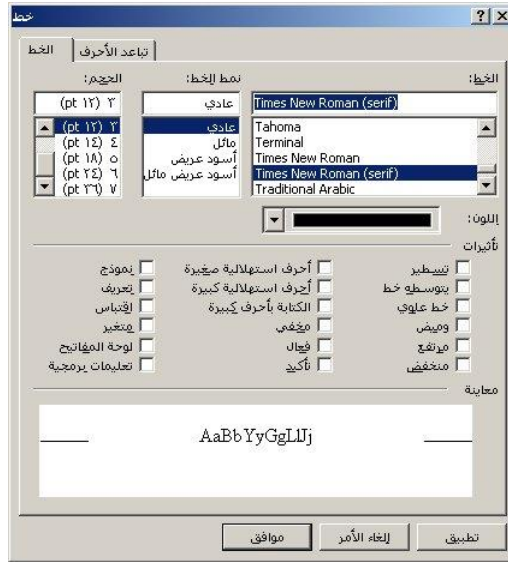 خط
الخط
تباعد الأحرف
الخط:
نمط الخط:
الحجم:
Times New Roman (serif)
عادي
٣ (١٢ pt)
Tahoma
Terminal
Times New Roman
Times New Roman (serif)
Traditional Arabic
عادي
مائل
أسود عريض
أسود عريض مائل
٣ (١٢ pt)
٤ (١٤ pt)
٥ (١٨ pt)
٦ (٢٤ pt)
٧ (٣٦ pt)
اللون:
تأثيرات
تسطير
أحرف استهلالية صغيرة
نموذج
يتوسطه خط
أحرف استهلالية كبيرة
تعريف
خط علوي
الكتابة بأحرف كبيرة
اقتباس
وميض
مخفي
متغير
مرتفع
فعال
لوحة المفاتيح
منخفض
تأكيد
تعليمات برمجية
معاينة
AaBbYyGgLlJj
تطبيق
إلغاء الأمر
موافق